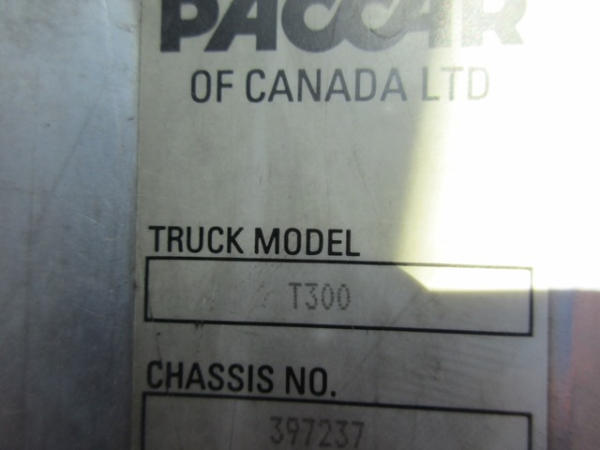 PACCAR
OF CANADA LTD
TRUCK MODEL
T300
CHASSIS NO.
397237